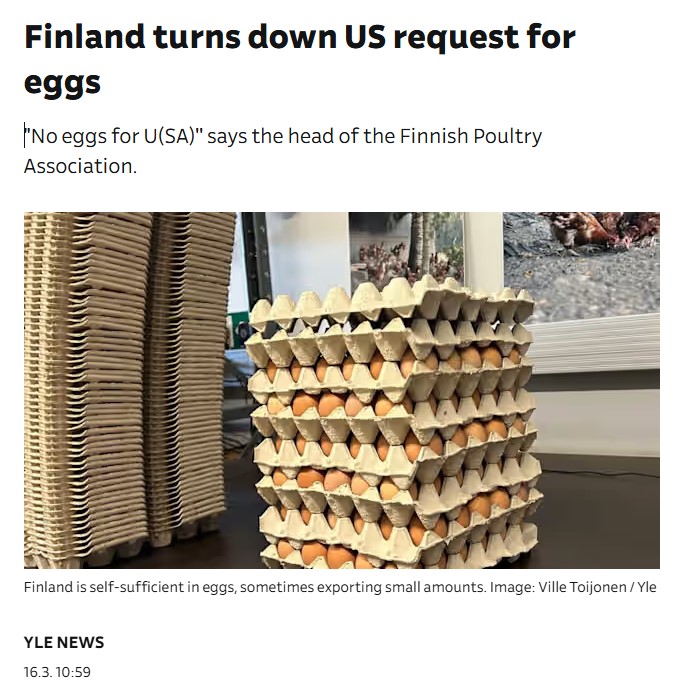 Finland turns down US request for
eggs
"No eggs for U(SA)" says the head of the Finnish Poultry
Association.
Finland is self-sufficient in eggs, sometimes exporting small amounts. Image: Ville Toijonen / Yle
YLE NEWS
16.3. 10:59